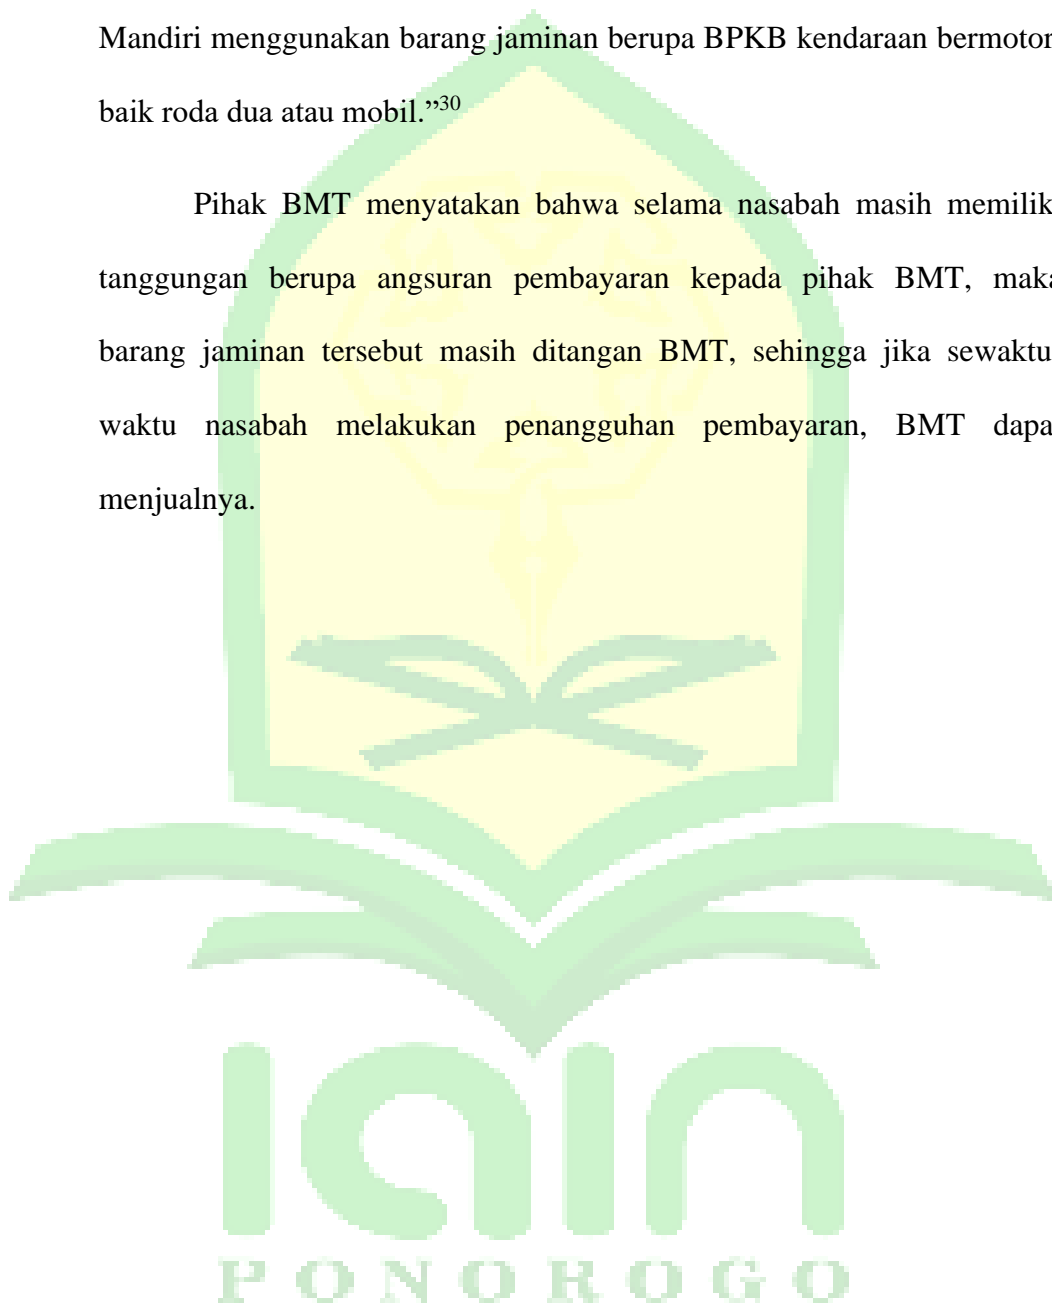 Mandiri menggunakan barang jaminan berupa BPKB kendaraan bermotor
baik roda dua atau mobil.”30
Pihak BMT menyatakan bahwa selama nasabah masih memilik
tanggungan berupa angsuran pembayaran kepada pihak BMT, maka
barang jaminan tersebut masih ditangan BMT, sehingga jika sewaktu
waktu nasabah melakukan penangguhan pembayaran, BMT dapa
menjualnya.
iain
PONOROGO